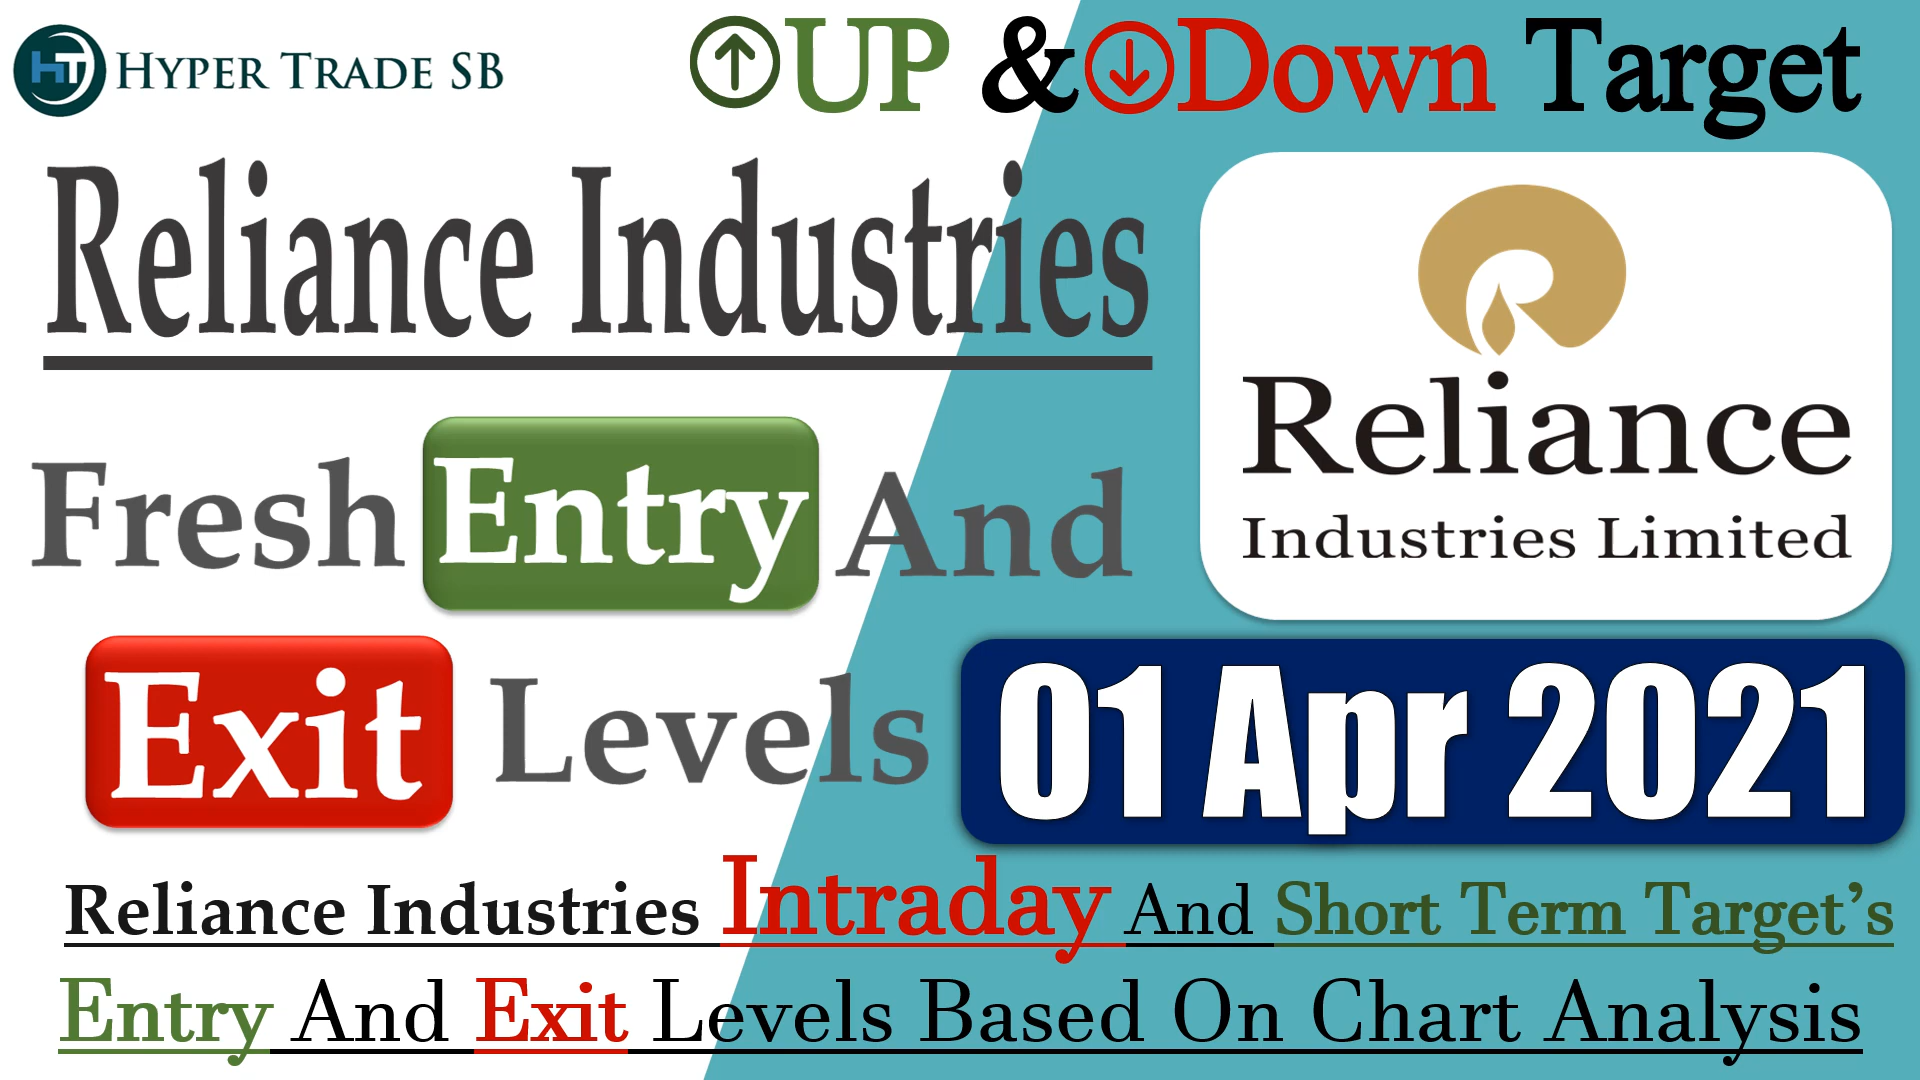 HT HYPER TRADE SB
UP & Down Target
Reliance Industries
Reliance
Industries Limited
Fresh Entry And
Exit Levels
01 Apr 2021
Reliance Industries Intraday And Short Term Target’s
Entry And Exit Levels Based On Chart Analysis